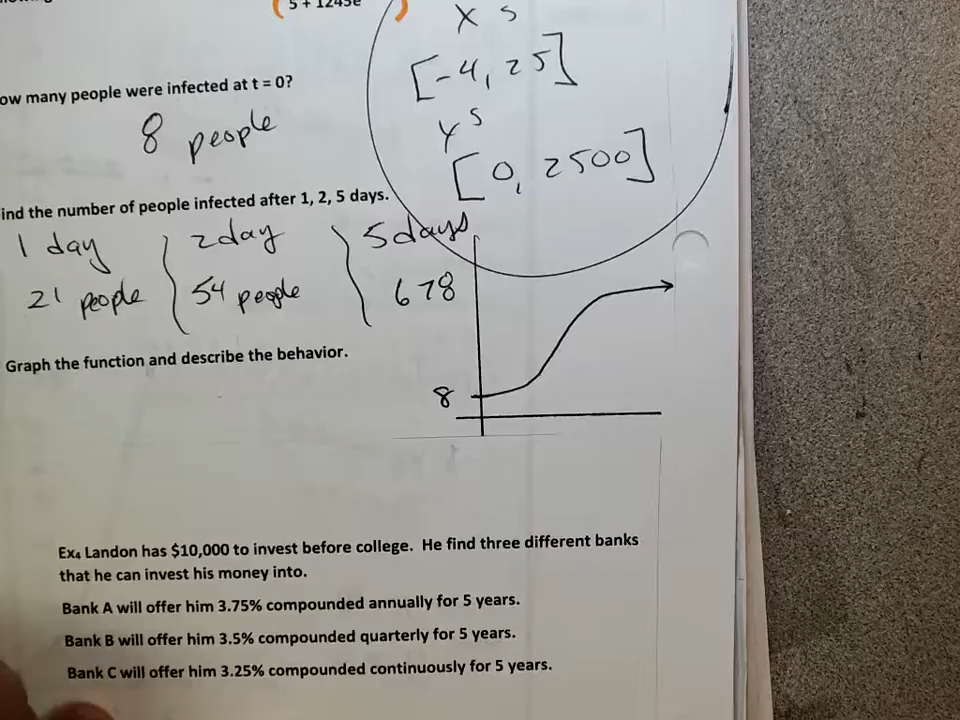 5 + 1245e
x s
[-4, 25]
ow many people were infected at t = 0?
8 people
y s
[0, 2500]
ind the number of people infected after 1, 2, 5 days.
1 day 2 day 5 days
21 people 54 people 678
Graph the function and describe the behavior.
8
Ex4 Landon has $10,000 to invest before college. He find three different banks
that he can invest his money into.
Bank A will offer him 3.75% compounded annually for 5 years.
Bank B will offer him 3.5% compounded quarterly for 5 years.
Bank C will offer him 3.25% compounded continuously for 5 years.